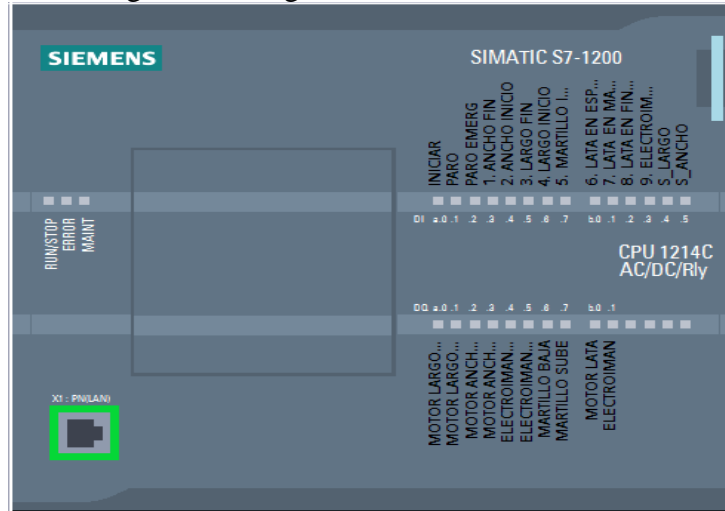 SIEMENS
SIMATIC S7-1200
INICIAR
PARO
PARO EMERG
1. ANCHO FIN
2. ANCHO INICIO
3. LARGO FIN
4. LARGO INICIO
5. MARTILLO I...
6. LATA EN ESP...
7. LATA EN MA...
8. LATA EN FIN...
9. ELECTROIM...
S_LARGO
S_ANCHO
RUN/STOP
ERROR
MAINT
DI a.0 .1 .2 .3 .4 .5 .6 .7 b.0 .1 .2 .3 .4 .5
CPU 1214C
AC/DC/Rly
DQ a.0 .1 .2 .3 .4 .5 .6 .7 b.0 .1
X1 : PN(LAN)
MOTOR LARGO...
MOTOR LARGO...
MOTOR ANCH...
MOTOR ANCH...
ELECTROIMAN...
ELECTROIMAN...
MARTILLO BAJA
MARTILLO SUBE
MOTOR LATA
ELECTROIMAN